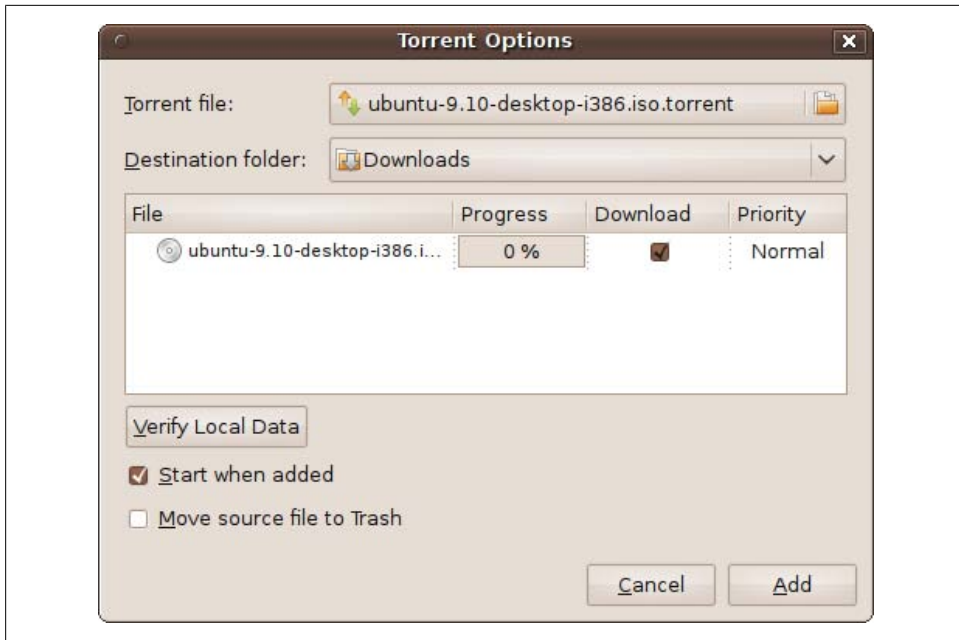 Torrent Options
Torrent file: ubuntu-9.10-desktop-i386.iso.torrent
Destination folder: Downloads
File Progress Download Priority
ubuntu-9.10-desktop-i386.i... 0 % Normal
Verify Local Data
Start when added
Move source file to Trash
Cancel Add